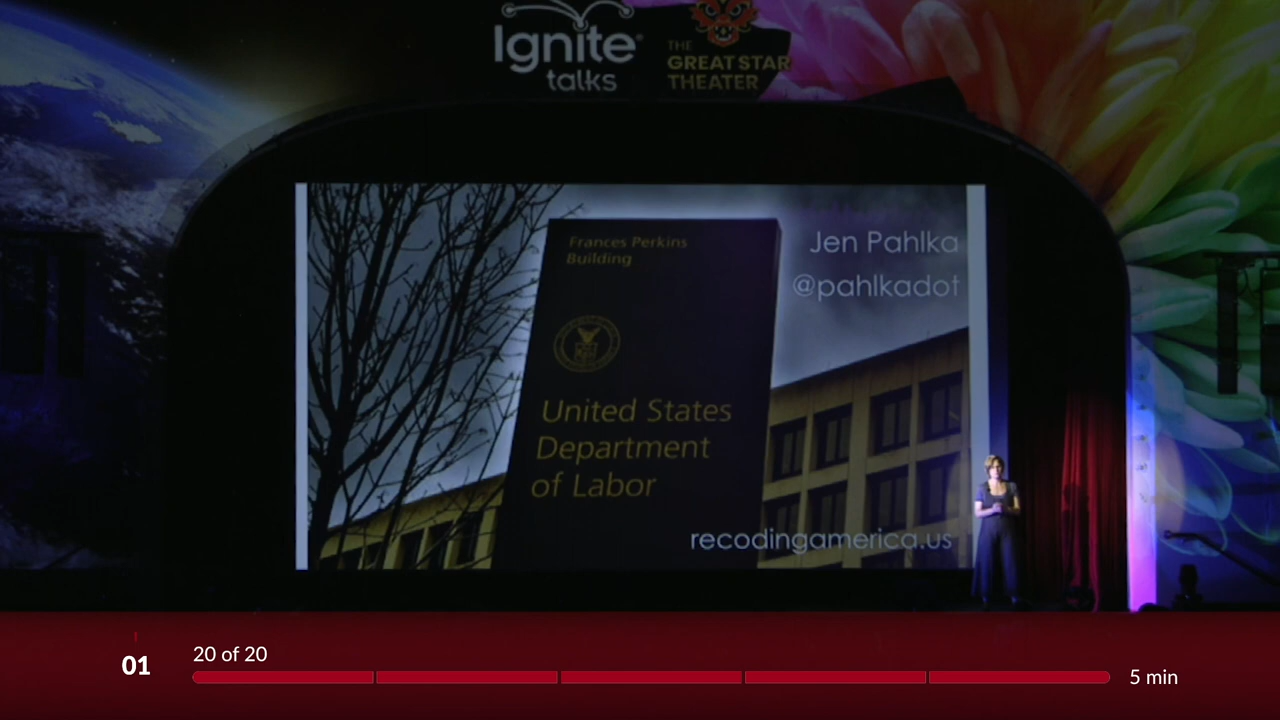 Ignite®
talks
THE
GREAT STAR
THEATER
Frances Perkins
Building
Jen Pahlka
@pahlkadot
United States
Department
of Labor
recodingamerica.us
01
20 of 20
5 min